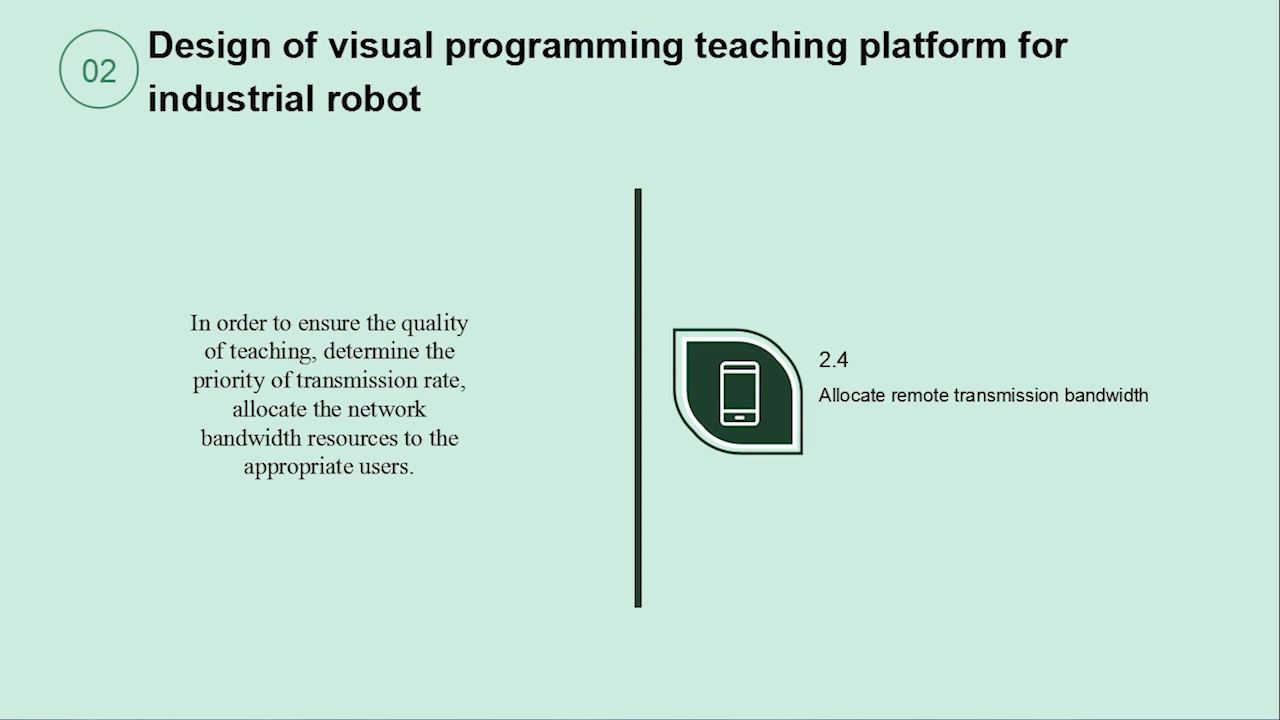 02
Design of visual programming teaching platform for
industrial robot
In order to ensure the quality
of teaching, determine the
priority of transmission rate,
allocate the network
bandwidth resources to the
appropriate users.
2.4
Allocate remote transmission bandwidth